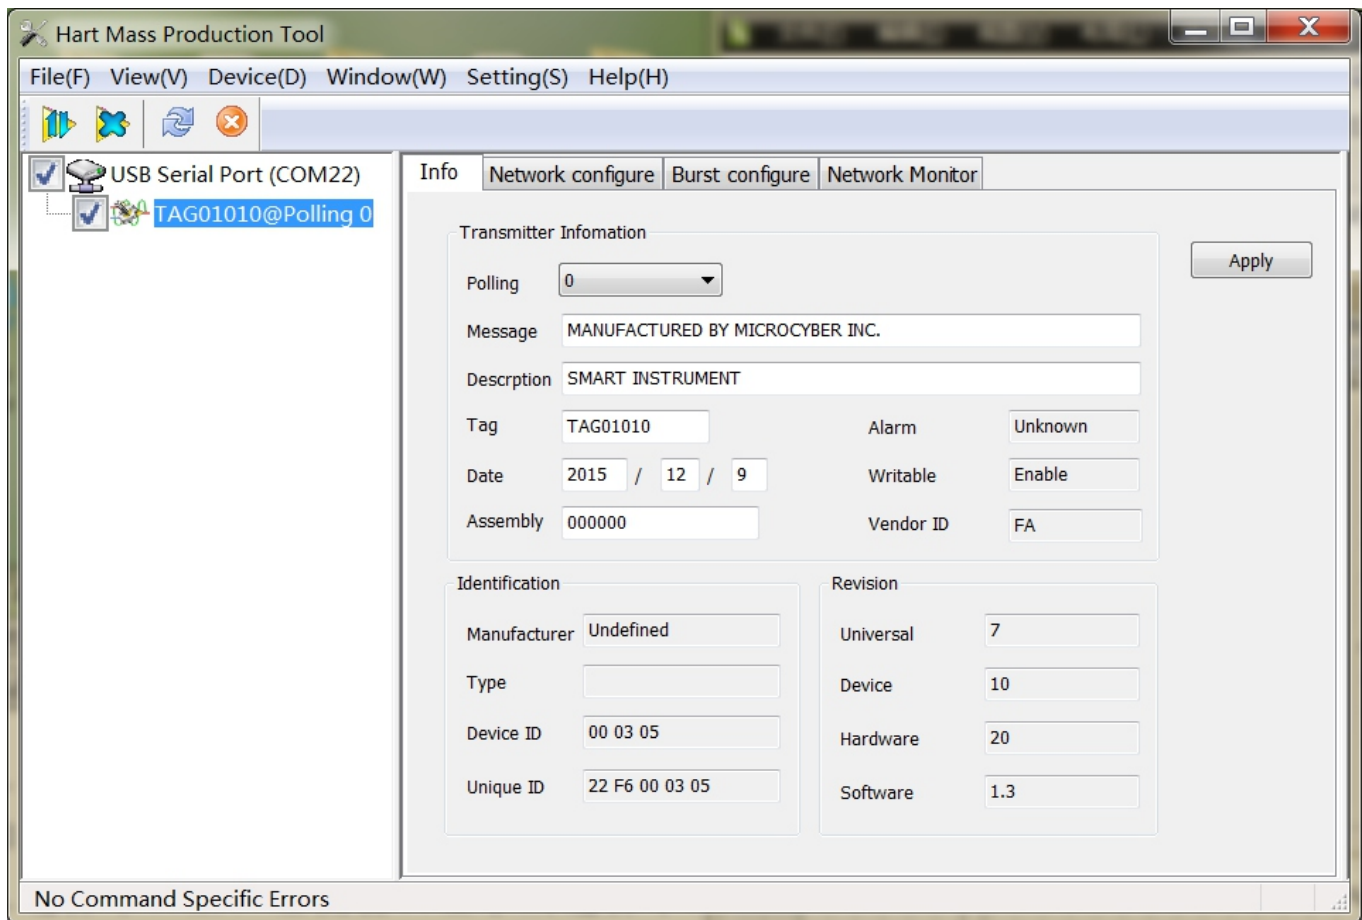 Hart Mass Production Tool
File(F) View(V) Device(D) Window(W) Setting(S) Help(H)
USB Serial Port (COM22)
TAG01010@Polling 0
Info Network configure Burst configure Network Monitor
Transmitter Infomation
Apply
Polling 0
Message MANUFACTURED BY MICROCYBER INC.
Descrption SMART INSTRUMENT
Tag TAG01010 Alarm Unknown
Date 2015 / 12 / 9 Writable Enable
Assembly 000000 Vendor ID FA
Identification Revision
Manufacturer Undefined Universal 7
Type Device 10
Device ID 00 03 05 Hardware 20
Unique ID 22 F6 00 03 05 Software 1.3
No Command Specific Errors